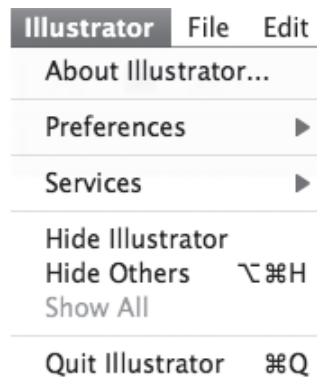 Illustrator File Edit
About Illustrator...
Preferences ▶
Services ▶
Hide Illustrator
Hide Others ⌥⌘H
Show All
Quit Illustrator ⌘Q